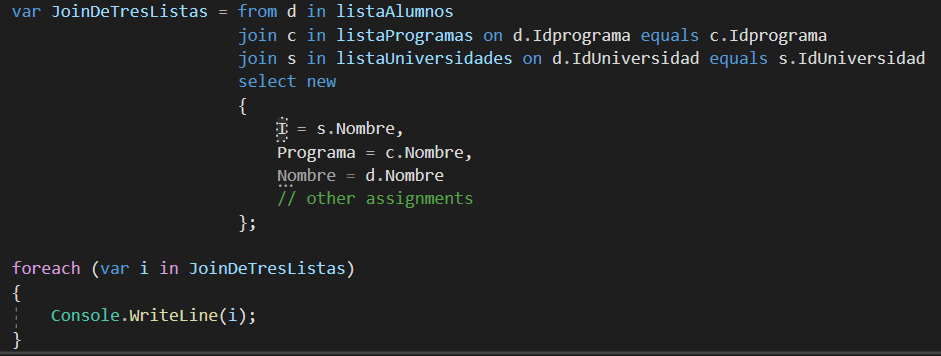 var JoinDeTresListas = from d in listaAlumnos
join c in listaProgramas on d.Idprograma equals c.Idprograma
join s in listaUniversidades on d.IdUniversidad equals s.IdUniversidad
select new
{
I = s.Nombre,
Programa = c.Nombre,
Nombre = d.Nombre
// other assignments
};
foreach (var i in JoinDeTresListas)
{
Console.WriteLine(i);
}